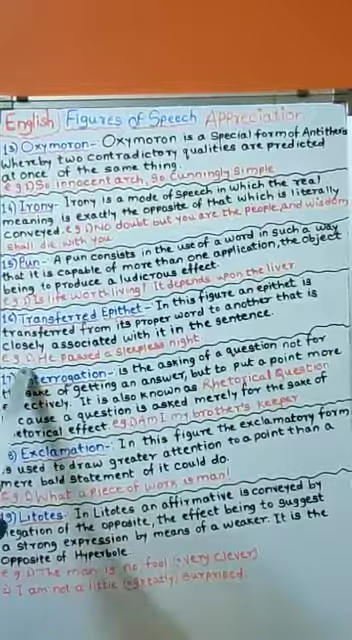 English Figures of Speech Appreciation
13) Oxymoron- Oxymoron is a special form of Antithesis
whereby two contradictory qualities are predicted
at once of the same thing.
e.g. 1) So innocent arch, so cunningly simple
14) Irony- Irony is a mode of speech in which the real
meaning is exactly the opposite of that which is literally
conveyed. e.g 1) No doubt but you are the people, and wisdom
shall die with you
15) Pun- A pun consists in the use of a word in such a way
that it is capable of more than one application, the object
being to produce a ludicrous effect.
e.g 1) Is life worth living? It depends upon the liver
16) Transferred Epithet- In this figure an epithet is
transferred from its proper word to another that is
closely associated with it in the sentence.
e.g. 1) He passed a sleepless night
17) Interrogation- is the asking of a question not for
sake of getting an answer, but to put a point more
ectively. It is also known as Rhetorical Question
cause a question is asked merely for the sake of
etorical effect. e.g. 1) Am I my brother's keeper
8) Exclamation- In this figure the exclamatory form
is used to draw greater attention to a point than a
mere bald statement of it could do.
e.g. 1) What a piece of work is man!
19) Litotes- In Litotes an affirmative is conveyed by
negation of the opposite, the effect being to suggest
a strong expression by means of a weaker. It is the
opposite of Hyperbole.
e.g. 1) The man is no fool (very clever)
2) I am not a little (greatly) surprised.